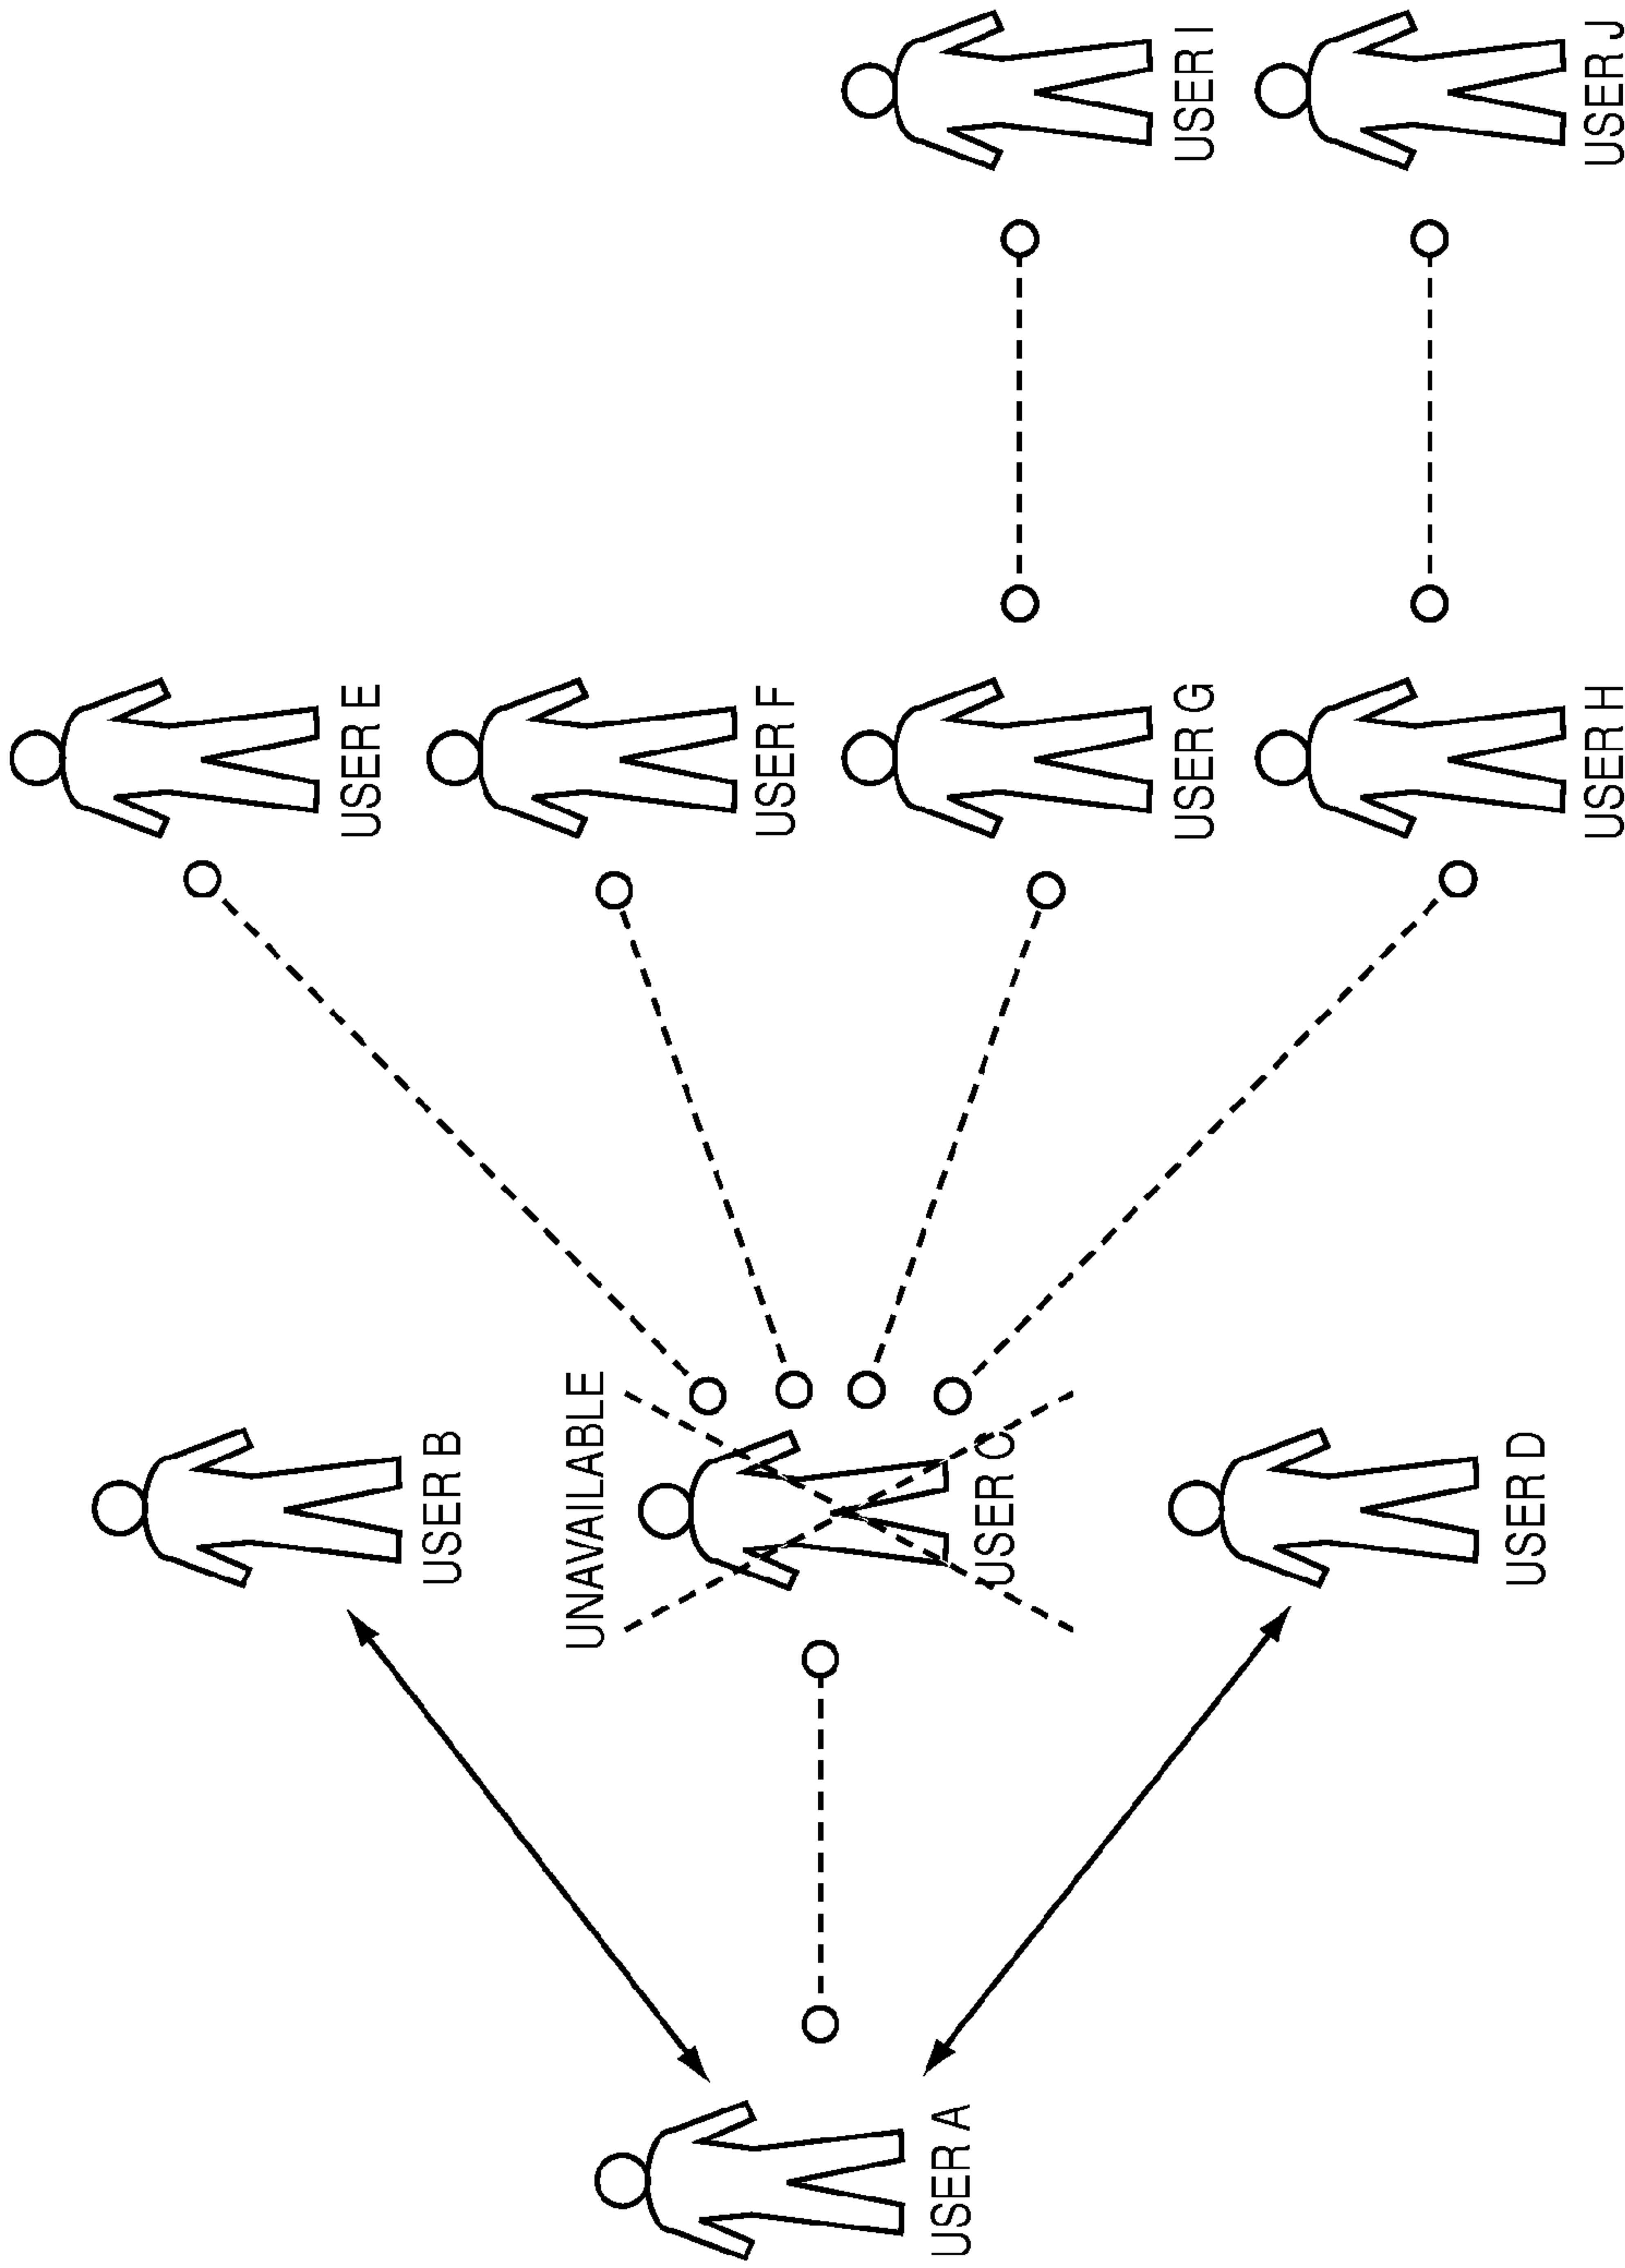 USER A
USER B
UNAVAILABLE
USER C
USER D
USER E
USER F
USER G
USER H
USER I
USER J